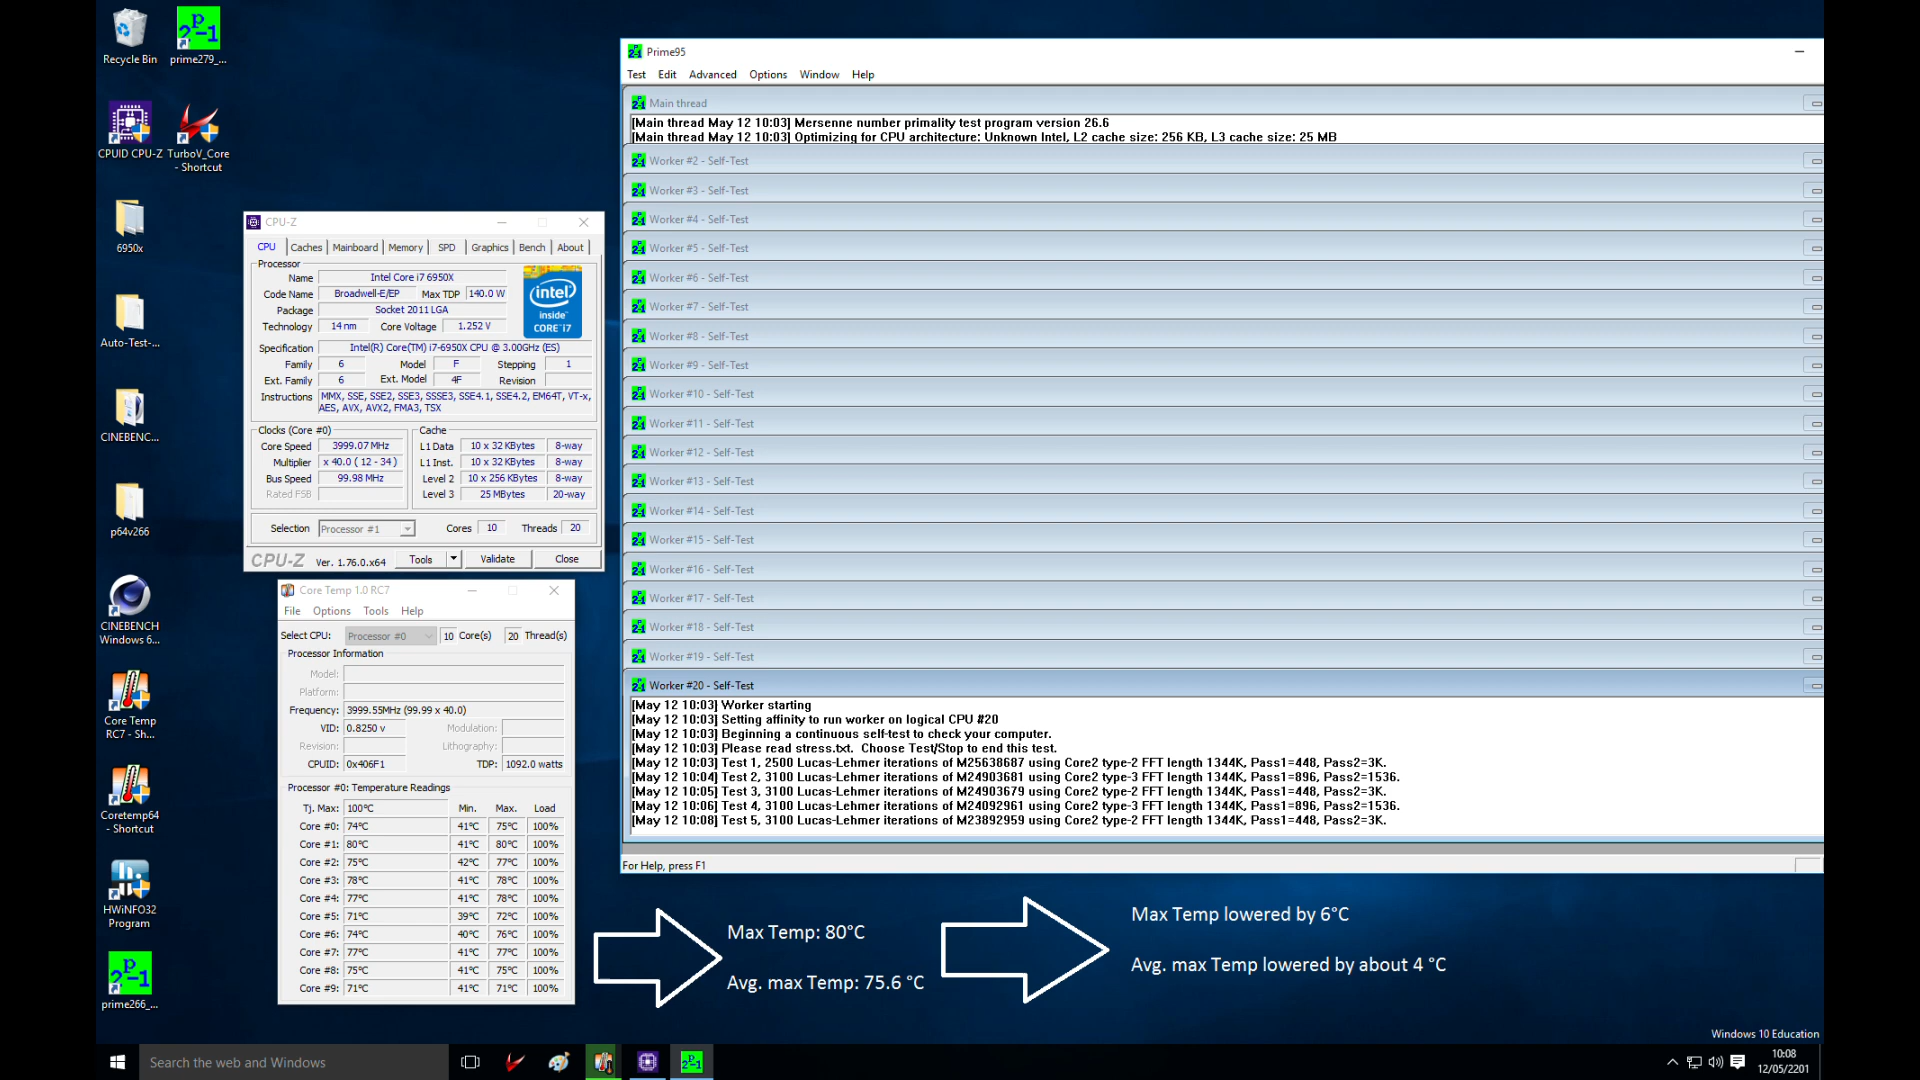 Recycle Bin
prime279_...
CPUID CPU-Z
TurboV_Core
- Shortcut
6950x
Auto-Test-...
CINEBENC...
p64v266
CINEBENCH
Windows 6...
Core Temp
RC7 - Sh...
Coretemp64
- Shortcut
HWiNFO32
Program
prime266_...
CPU-Z
CPU Caches Mainboard Memory SPD Graphics Bench About
Processor
Name Intel Core i7 6950X
Code Name Broadwell-E/EP Max TDP 140.0 W
Package Socket 2011 LGA
Technology 14 nm Core Voltage 1.252 V
intel
inside™
CORE™i7
Specification Intel(R) Core(TM) i7-6950X CPU @ 3.00GHz (ES)
Family 6 Model F Stepping 1
Ext. Family 6 Ext. Model 4F Revision
Instructions MMX, SSE, SSE2, SSE3, SSSE3, SSE4.1, SSE4.2, EM64T, VT-x,
AES, AVX, AVX2, FMA3, TSX
Clocks (Core #0) Cache
Core Speed 3999.07 MHz L1 Data 10 x 32 KBytes 8-way
Multiplier x 40.0 ( 12 - 34 ) L1 Inst. 10 x 32 KBytes 8-way
Bus Speed 99.98 MHz Level 2 10 x 256 KBytes 8-way
Rated FSB Level 3 25 MBytes 20-way
Selection Processor #1 Cores 10 Threads 20
CPU-Z Ver. 1.76.0.x64 Tools Validate Close
Core Temp 1.0 RC7
File Options Tools Help
Select CPU: Processor #0 10 Core(s) 20 Thread(s)
Processor Information
Model:
Platform:
Frequency: 3999.55MHz (99.99 x 40.0)
VID: 0.8250 v Modulation:
Revision: Lithography:
CPUID: 0x406F1 TDP: 1092.0 watts
Processor #0: Temperature Readings
Tj. Max: 100°C Min. Max. Load
Core #0: 74°C 41°C 75°C 100%
Core #1: 80°C 41°C 80°C 100%
Core #2: 75°C 42°C 77°C 100%
Core #3: 78°C 41°C 78°C 100%
Core #4: 77°C 41°C 78°C 100%
Core #5: 71°C 39°C 72°C 100%
Core #6: 74°C 40°C 76°C 100%
Core #7: 77°C 41°C 77°C 100%
Core #8: 75°C 41°C 75°C 100%
Core #9: 71°C 41°C 71°C 100%
Prime95
Test Edit Advanced Options Window Help
Main thread
[Main thread May 12 10:03] Mersenne number primality test program version 26.6
[Main thread May 12 10:03] Optimizing for CPU architecture: Unknown Intel, L2 cache size: 256 KB, L3 cache size: 25 MB
Worker #2 - Self-Test
Worker #3 - Self-Test
Worker #4 - Self-Test
Worker #5 - Self-Test
Worker #6 - Self-Test
Worker #7 - Self-Test
Worker #8 - Self-Test
Worker #9 - Self-Test
Worker #10 - Self-Test
Worker #11 - Self-Test
Worker #12 - Self-Test
Worker #13 - Self-Test
Worker #14 - Self-Test
Worker #15 - Self-Test
Worker #16 - Self-Test
Worker #17 - Self-Test
Worker #18 - Self-Test
Worker #19 - Self-Test
Worker #20 - Self-Test
[May 12 10:03] Worker starting
[May 12 10:03] Setting affinity to run worker on logical CPU #20
[May 12 10:03] Beginning a continuous self-test to check your computer.
[May 12 10:03] Please read stress.txt. Choose Test/Stop to end this test.
[May 12 10:03] Test 1, 2500 Lucas-Lehmer iterations of M25638687 using Core2 type-2 FFT length 1344K, Pass1=448, Pass2=3K.
[May 12 10:04] Test 2, 3100 Lucas-Lehmer iterations of M24903681 using Core2 type-3 FFT length 1344K, Pass1=896, Pass2=1536.
[May 12 10:05] Test 3, 3100 Lucas-Lehmer iterations of M24903679 using Core2 type-2 FFT length 1344K, Pass1=448, Pass2=3K.
[May 12 10:06] Test 4, 3100 Lucas-Lehmer iterations of M24092961 using Core2 type-3 FFT length 1344K, Pass1=896, Pass2=1536.
[May 12 10:08] Test 5, 3100 Lucas-Lehmer iterations of M23892959 using Core2 type-2 FFT length 1344K, Pass1=448, Pass2=3K.
For Help, press F1
Max Temp: 80°C
Avg. max Temp: 75.6 °C
Max Temp lowered by 6°C
Avg. max Temp lowered by about 4 °C
Windows 10 Education
Search the web and Windows
10:08
12/05/2201